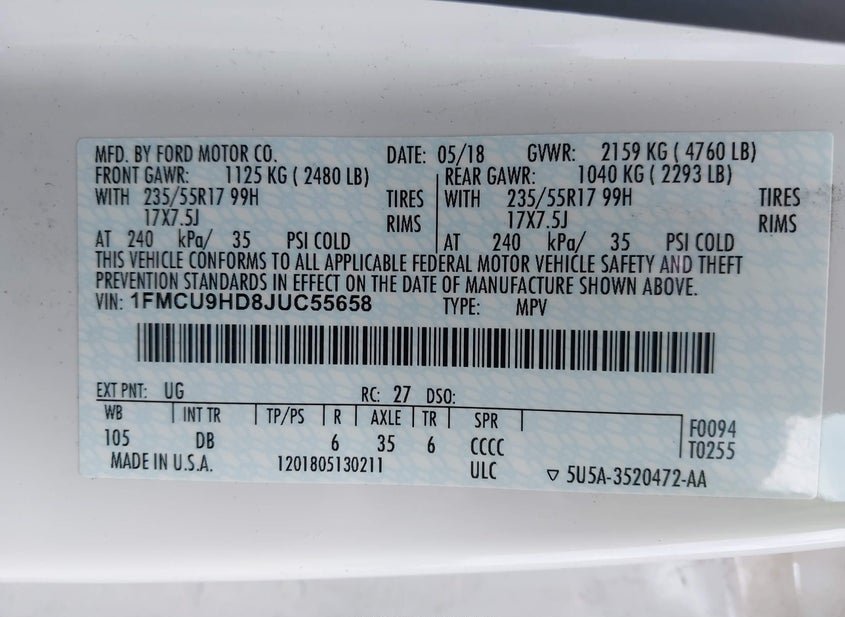 MFD. BY FORD MOTOR CO. DATE: 05/18 GVWR: 2159 KG ( 4760 LB)
FRONT GAWR: 1125 KG ( 2480 LB) REAR GAWR: 1040 KG ( 2293 LB)
WITH 235/55R17 99H TIRES WITH 235/55R17 99H TIRES
17X7.5J RIMS 17X7.5J RIMS
AT 240 kPa/ 35 PSI COLD AT 240 kPa/ 35 PSI COLD
THIS VEHICLE CONFORMS TO ALL APPLICABLE FEDERAL MOTOR VEHICLE SAFETY AND THEFT
PREVENTION STANDARDS IN EFFECT ON THE DATE OF MANUFACTURE SHOWN ABOVE.
VIN: 1FMCU9HD8JUC55658 TYPE: MPV
EXT PNT: UG RC: 27 DSO:
WB INT TR TP/PS R AXLE TR SPR
105 DB 6 35 6 CCCC
F0094
T0255
MADE IN U.S.A. 1201805130211 ULC ▽ 5U5A-3520472-AA